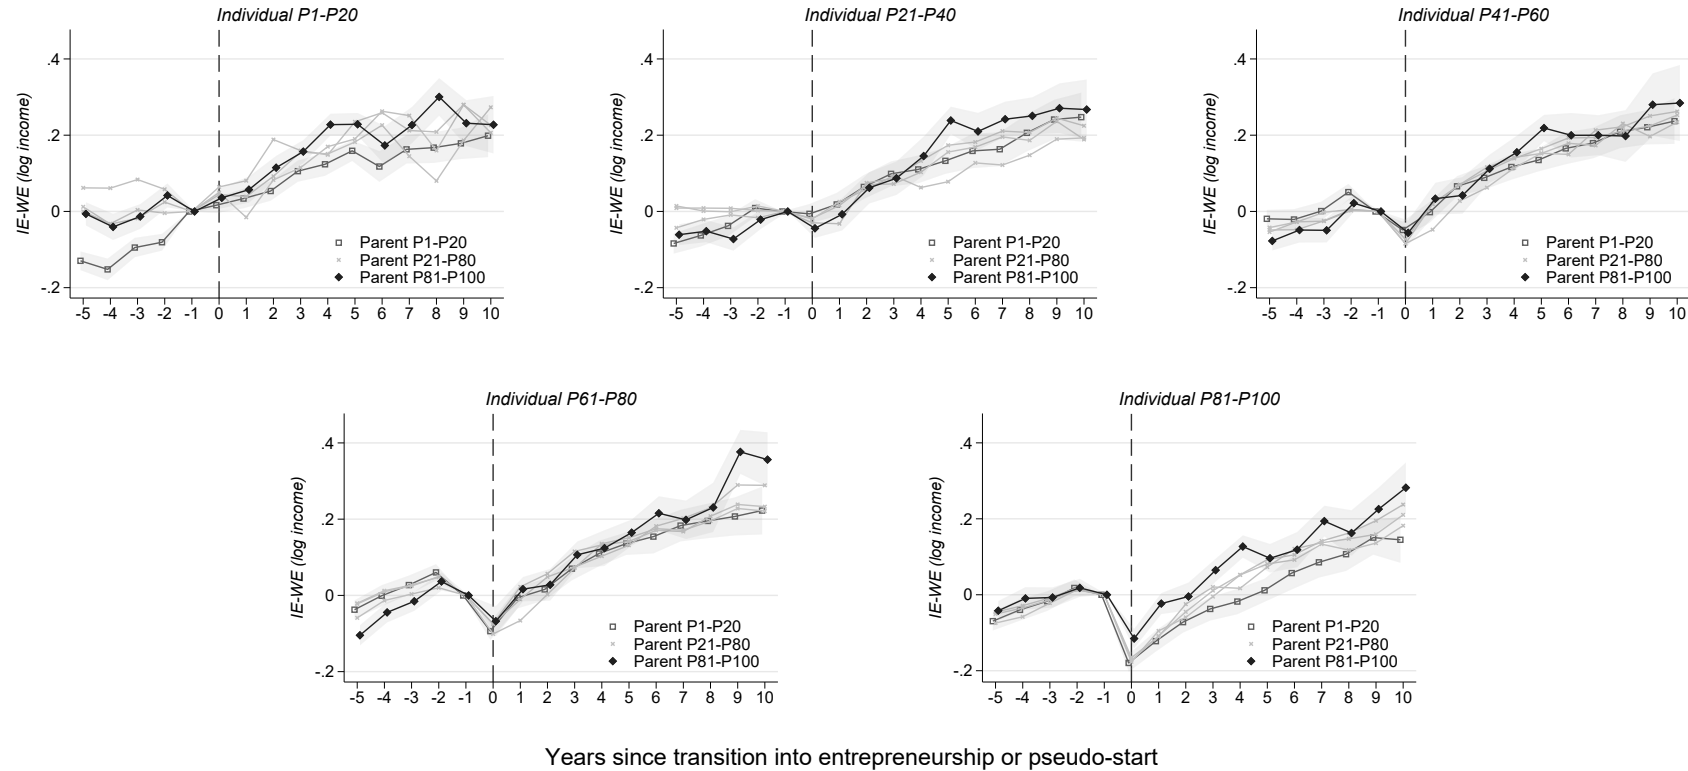 Individual P1-P20
IE-WE (log income)
.4
.2
0
-.2
Parent P1-P20
Parent P21-P80
Parent P81-P100
-5 -4 -3 -2 -1 0 1 2 3 4 5 6 7 8 9 10
Individual P21-P40
IE-WE (log income)
.4
.2
0
-.2
Parent P1-P20
Parent P21-P80
Parent P81-P100
-5 -4 -3 -2 -1 0 1 2 3 4 5 6 7 8 9 10
Individual P41-P60
IE-WE (log income)
.4
.2
0
-.2
Parent P1-P20
Parent P21-P80
Parent P81-P100
-5 -4 -3 -2 -1 0 1 2 3 4 5 6 7 8 9 10
Individual P61-P80
IE-WE (log income)
.4
.2
0
-.2
Parent P1-P20
Parent P21-P80
Parent P81-P100
-5 -4 -3 -2 -1 0 1 2 3 4 5 6 7 8 9 10
Individual P81-P100
IE-WE (log income)
.4
.2
0
-.2
Parent P1-P20
Parent P21-P80
Parent P81-P100
-5 -4 -3 -2 -1 0 1 2 3 4 5 6 7 8 9 10
Years since transition into entrepreneurship or pseudo-start